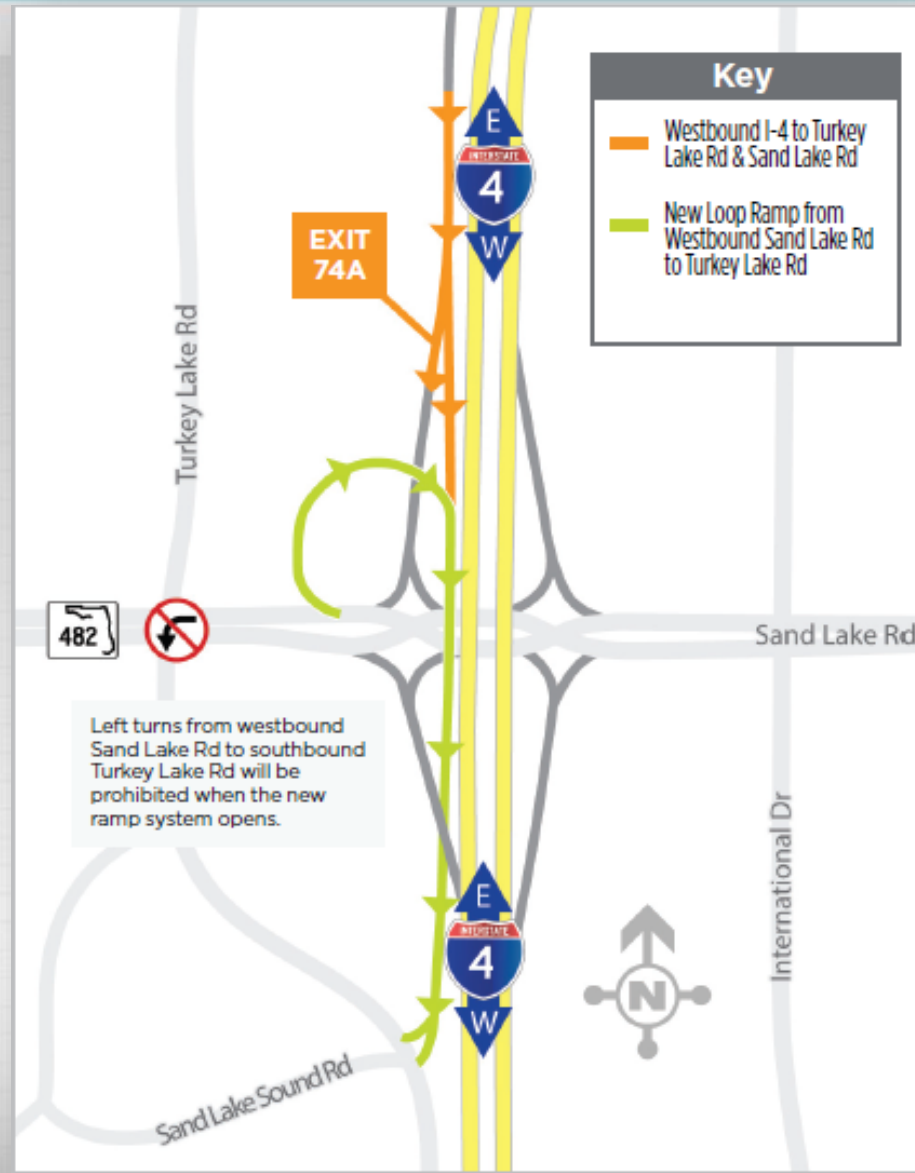 Key
Westbound I-4 to Turkey
Lake Rd & Sand Lake Rd
New Loop Ramp from
Westbound Sand Lake Rd
to Turkey Lake Rd
E
INTERSTATE
4
W
EXIT
74A
Turkey Lake Rd
482
Sand Lake Rd
Left turns from westbound
Sand Lake Rd to southbound
Turkey Lake Rd will be
prohibited when the new
ramp system opens.
International Dr
E
INTERSTATE
4
W
N
Sand Lake Sound Rd